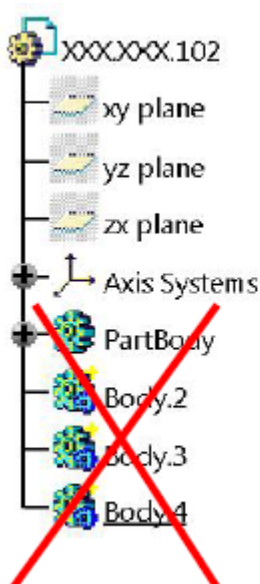 XXX.XXX.102
xy plane
yz plane
zx plane
Axis Systems
PartBody
Body.2
Body.3
Body.4